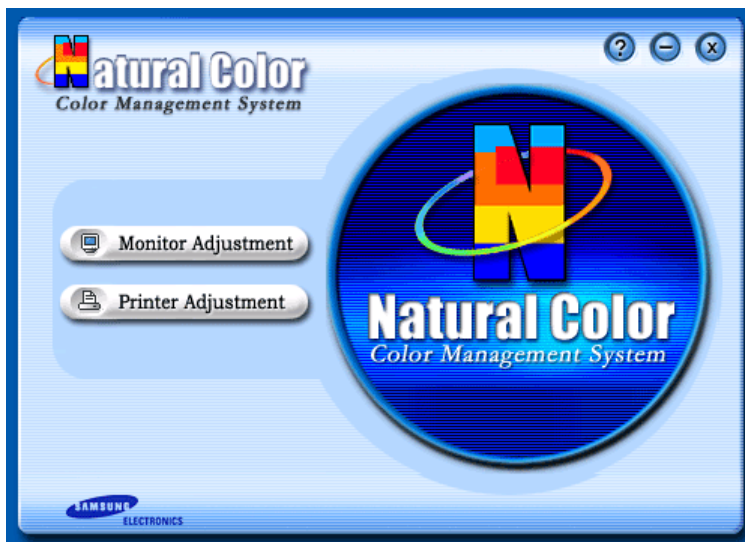 Natural Color
Color Management System
? – x
Monitor Adjustment
Printer Adjustment
N
Natural Color
Color Management System
SAMSUNG
ELECTRONICS